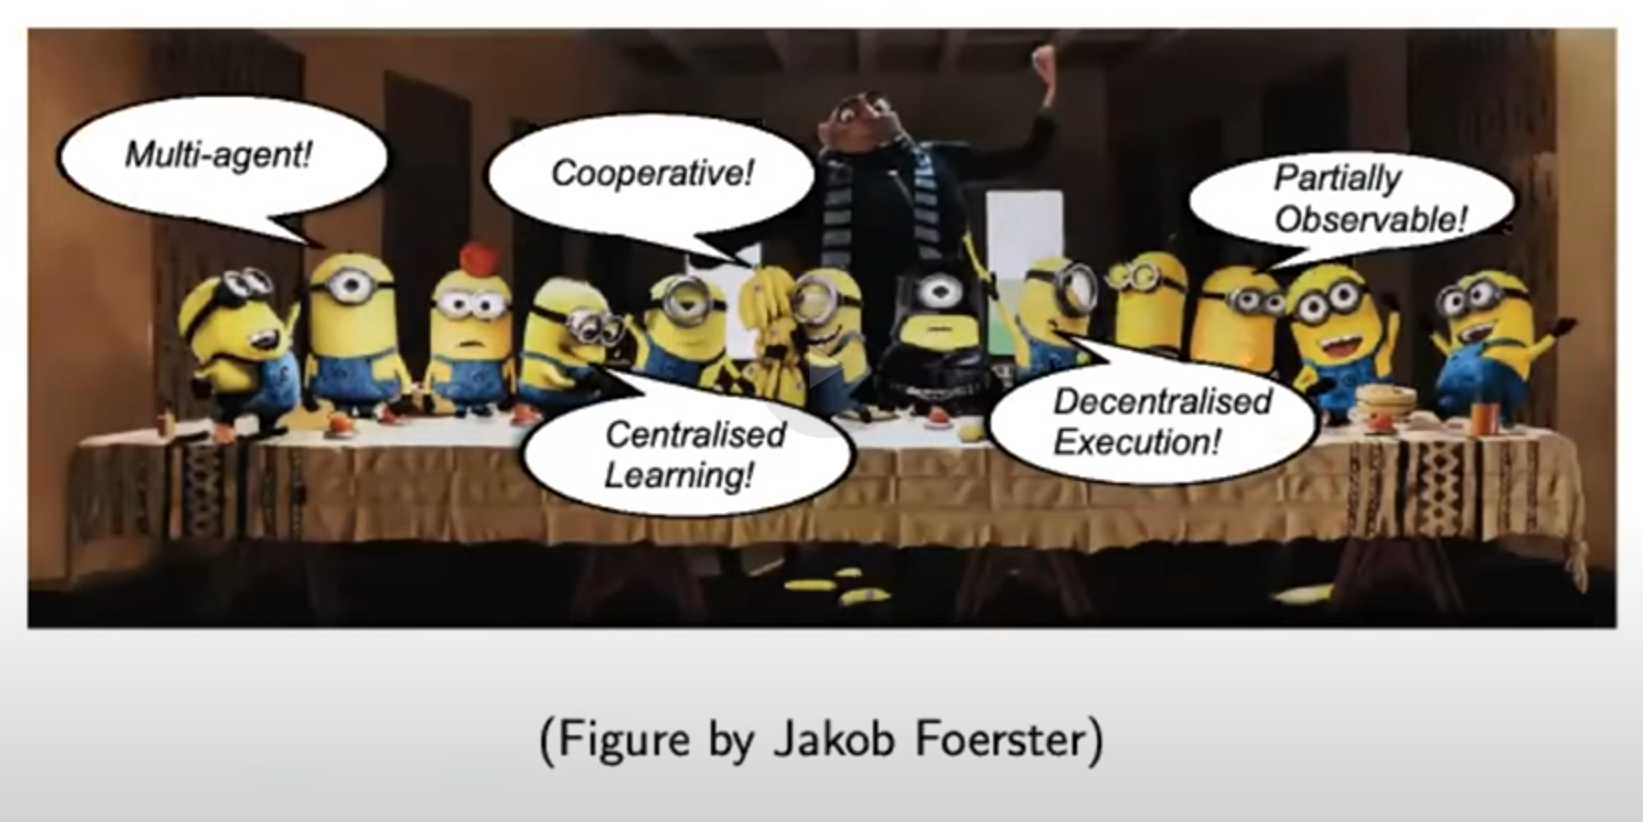 Multi-agent!
Cooperative!
Partially
Observable!
Centralised
Learning!
Decentralised
Execution!
(Figure by Jakob Foerster)